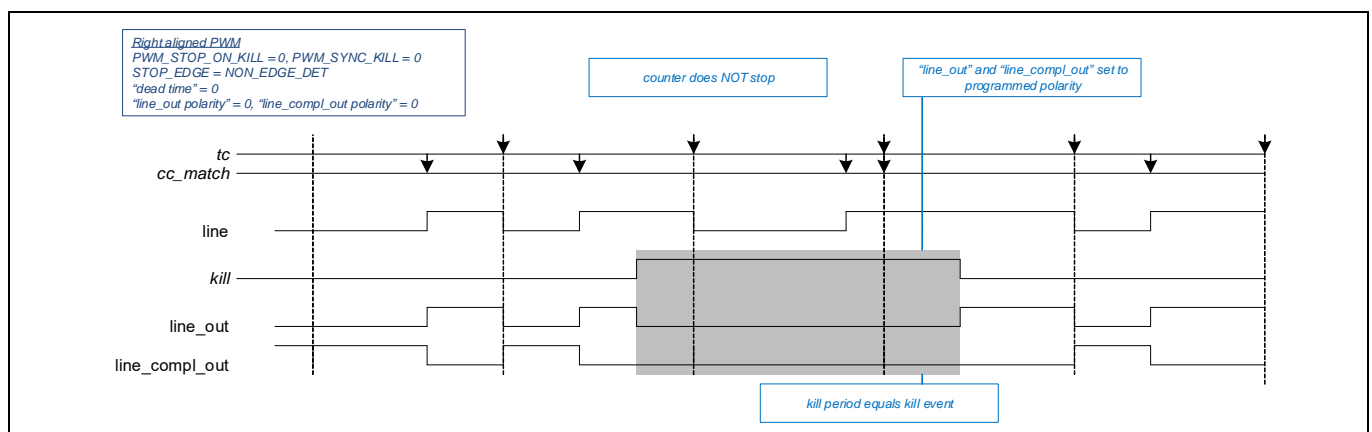 Right aligned PWM
PWM_STOP_ON_KILL = 0, PWM_SYNC_KILL = 0
STOP_EDGE = NON_EDGE_DET
“dead time” = 0
“line_out polarity” = 0, “line_compl_out polarity” = 0
counter does NOT stop
“line_out” and “line_compl_out” set to
programmed polarity
tc
cc_match
line
kill
line_out
line_compl_out
kill period equals kill event